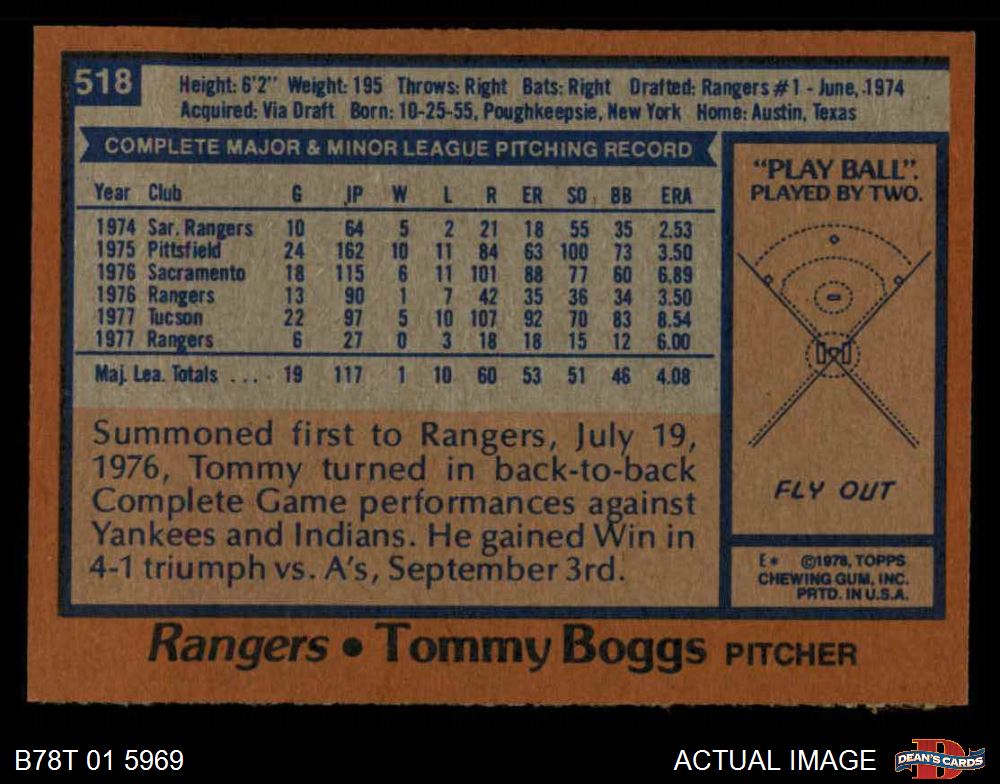 518
Height: 6'2" Weight: 195 Throws: Right Bats: Right Drafted: Rangers #1 - June, 1974
Acquired: Via Draft Born: 10-25-55, Poughkeepsie, New York Home: Austin, Texas
COMPLETE MAJOR & MINOR LEAGUE PITCHING RECORD
Year Club G IP W L R ER SO BB ERA
1974 Sar. Rangers 10 64 5 2 21 18 55 35 2.53
1975 Pittsfield 24 162 10 11 84 63 100 73 3.50
1976 Sacramento 18 115 6 11 101 88 77 60 6.89
1976 Rangers 13 90 1 7 42 35 36 34 3.50
1977 Tucson 22 97 5 10 107 92 70 83 8.54
1977 Rangers 6 27 0 3 18 18 15 12 6.00
Maj. Lea. Totals .... 19 117 1 10 60 53 51 46 4.08
Summoned first to Rangers, July 19,
1976, Tommy turned in back-to-back
Complete Game performances against
Yankees and Indians. He gained Win in
4-1 triumph vs. A's, September 3rd.
"PLAY BALL".
PLAYED BY TWO.
FLY OUT
E* ©1978, TOPPS
CHEWING GUM, INC.
PRTD. IN U.S.A.
Rangers • Tommy Boggs PITCHER
B78T 01 5969
ACTUAL IMAGE
DEAN'S CARDS